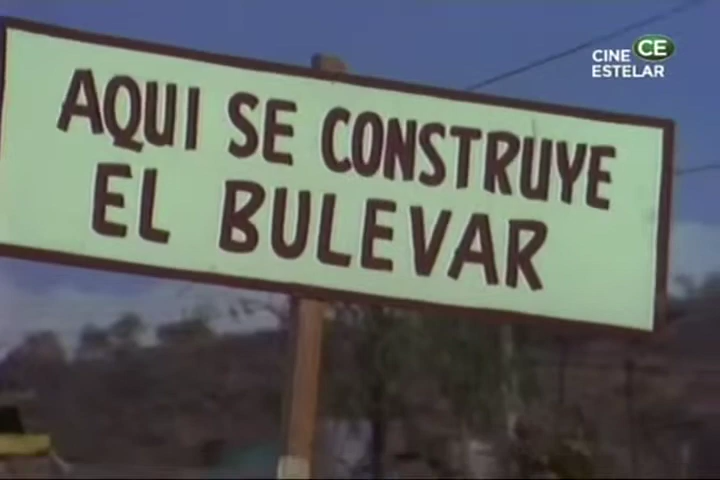 AQUI SE CONSTRUYE
EL BULEVAR
CINE CE
ESTELAR